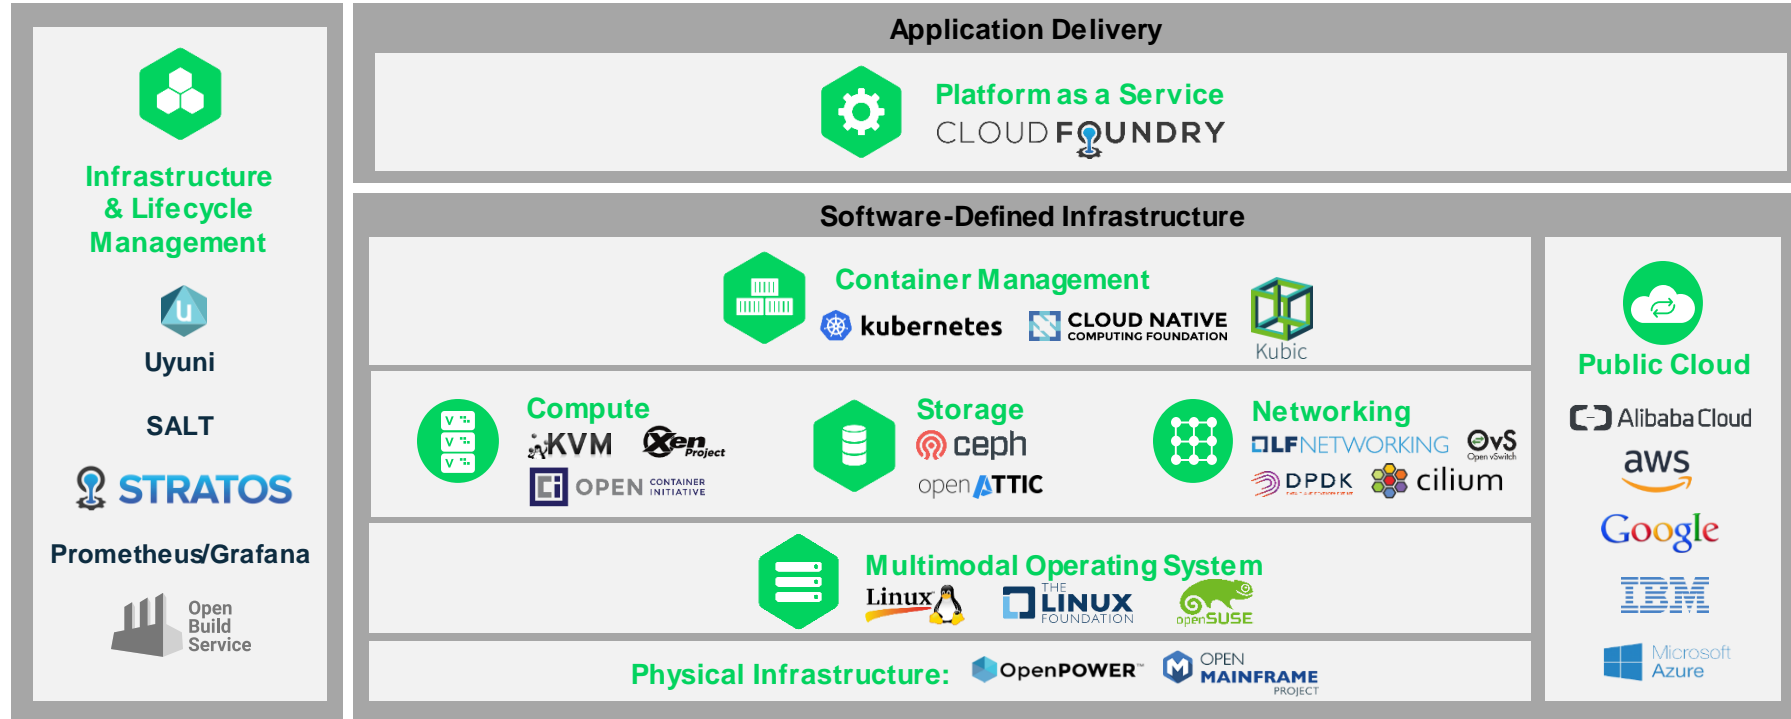 Infrastructure
& Lifecycle
Management
u
Uyuni
SALT
STRATOS
Prometheus/Grafana
Open
Build
Service
Application Delivery
Platform as a Service
CLOUD FOUNDRY
Software-Defined Infrastructure
Container Management
kubernetes
CLOUD NATIVE
COMPUTING FOUNDATION
Kubic
Compute
KVM
Xen
Project
OPEN CONTAINER
INITIATIVE
Storage
ceph
open ATTIC
Networking
LFNETWORKING
OvS
Open vSwitch
DPDK
cilium
Multimodal Operating System
Linux
THE
LINUX
FOUNDATION
openSUSE
Physical Infrastructure:
OpenPOWER™
OPEN
MAINFRAME
PROJECT
Public Cloud
Alibaba Cloud
aws
Google
IBM
Microsoft
Azure